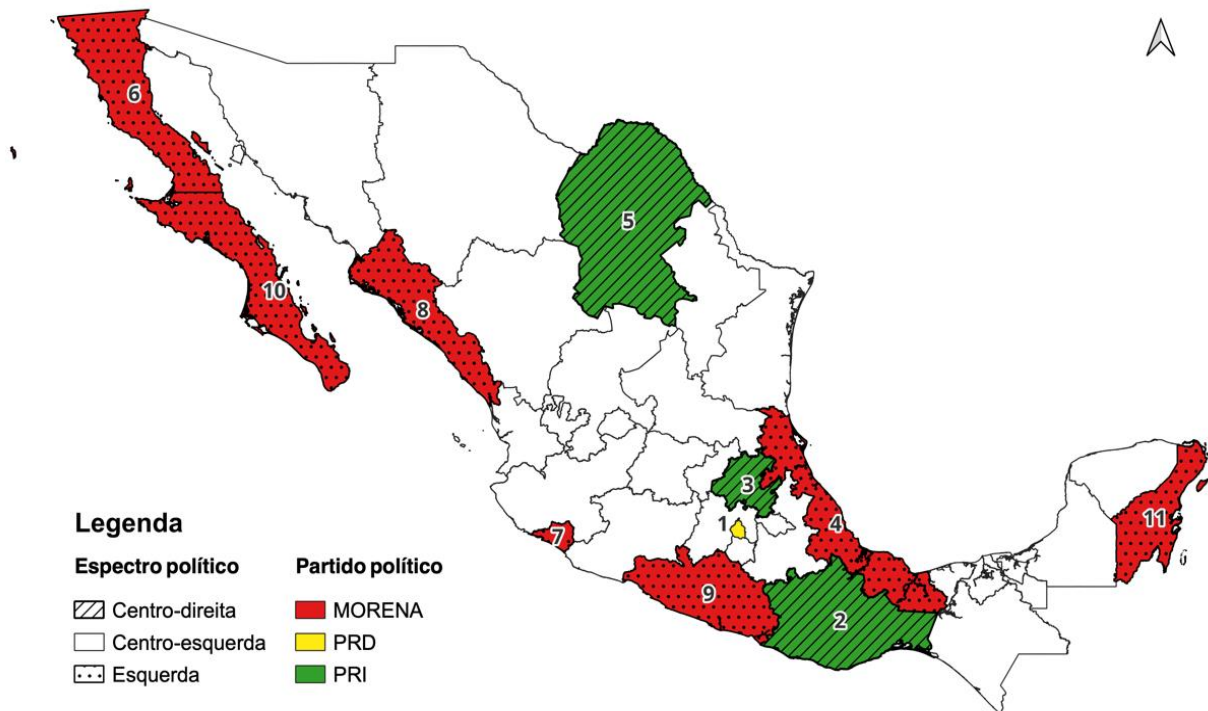 6
5
10
8
3
1
4
7
11
9
2
Legenda
Espectro político
Centro-direita
Centro-esquerda
Esquerda
Partido político
MORENA
PRD
PRI